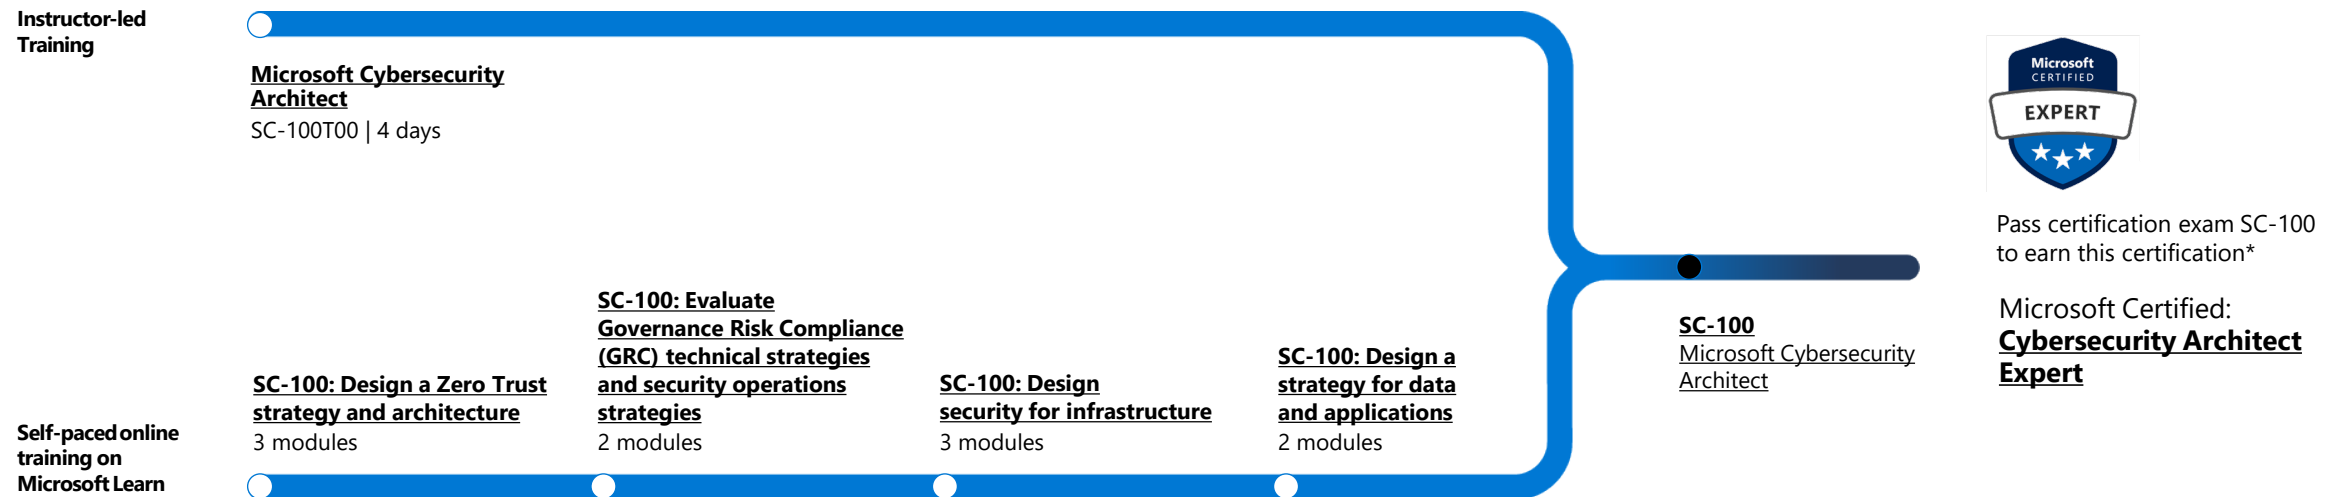 Instructor-led
Training
Microsoft Cybersecurity
Architect
SC-100T00 | 4 days
Microsoft
CERTIFIED
EXPERT
Pass certification exam SC-100
to earn this certification*
Microsoft Certified:
Cybersecurity Architect
Expert
SC-100
Microsoft Cybersecurity
Architect
Self-paced online
training on
Microsoft Learn
SC-100: Design a Zero Trust
strategy and architecture
3 modules
SC-100: Evaluate
Governance Risk Compliance
(GRC) technical strategies
and security operations
strategies
2 modules
SC-100: Design
security for infrastructure
3 modules
SC-100: Design a
strategy for data
and applications
2 modules